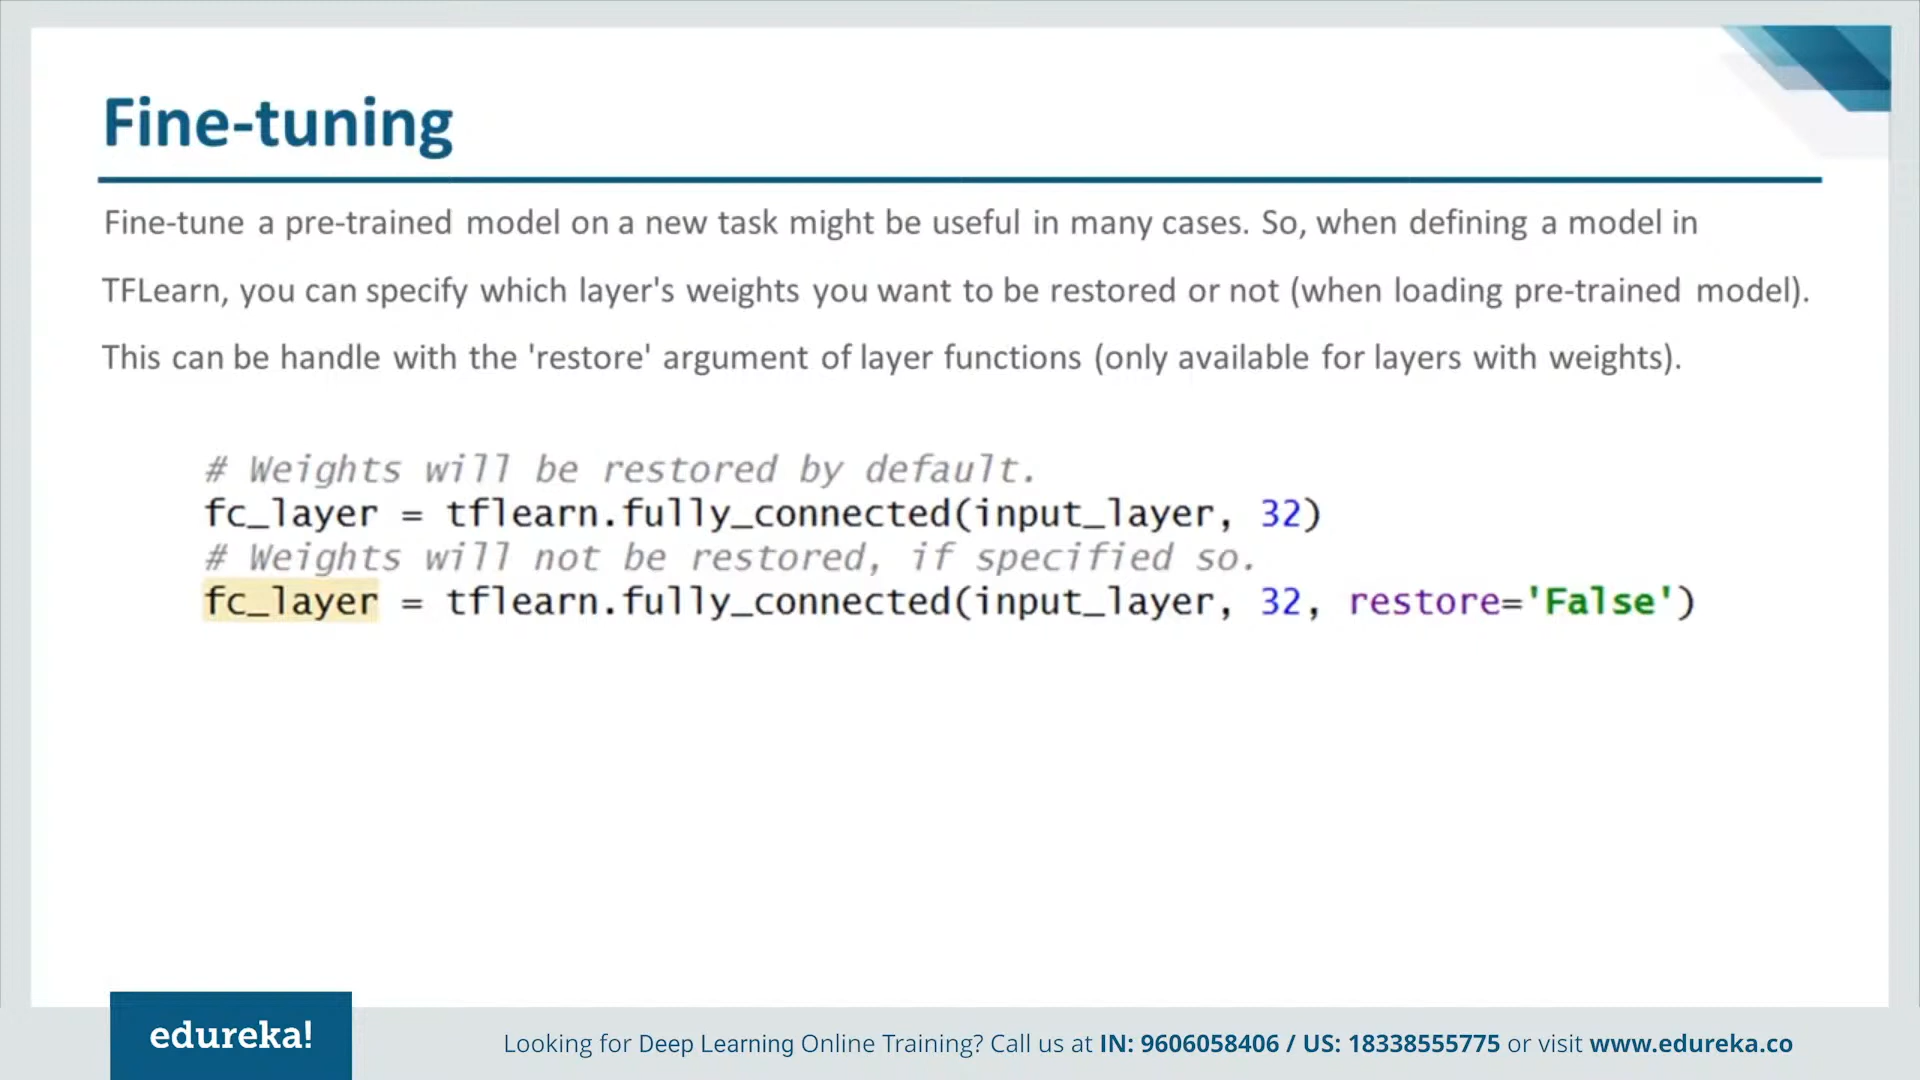 Fine-tuning
Fine-tune a pre-trained model on a new task might be useful in many cases. So, when defining a model in
TFLearn, you can specify which layer's weights you want to be restored or not (when loading pre-trained model).
This can be handle with the 'restore' argument of layer functions (only available for layers with weights).
# Weights will be restored by default.
fc_layer = tflearn.fully_connected(input_layer, 32)
# Weights will not be restored, if specified so.
fc_layer = tflearn.fully_connected(input_layer, 32, restore='False')
edureka!
Looking for Deep Learning Online Training? Call us at IN: 9606058406 / US: 18338555775 or visit www.edureka.co